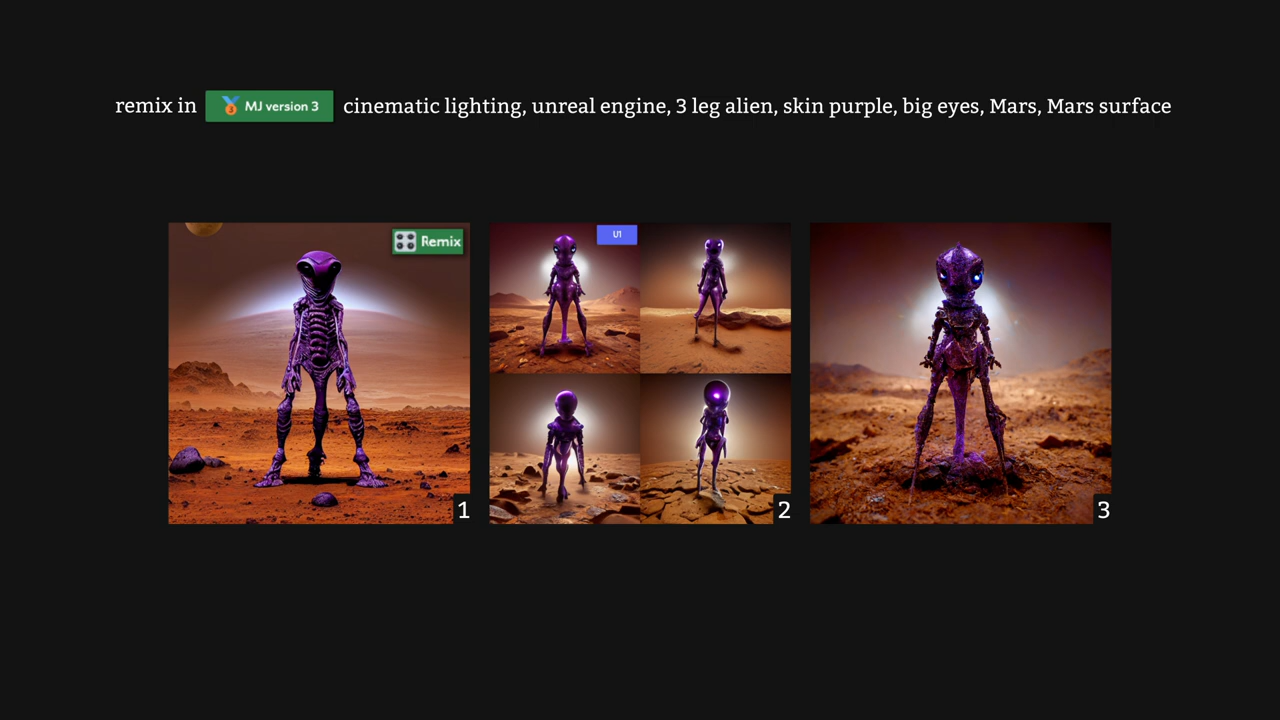 remix in MJ version 3 cinematic lighting, unreal engine, 3 leg alien, skin purple, big eyes, Mars, Mars surface
Remix
U1
1
2
3